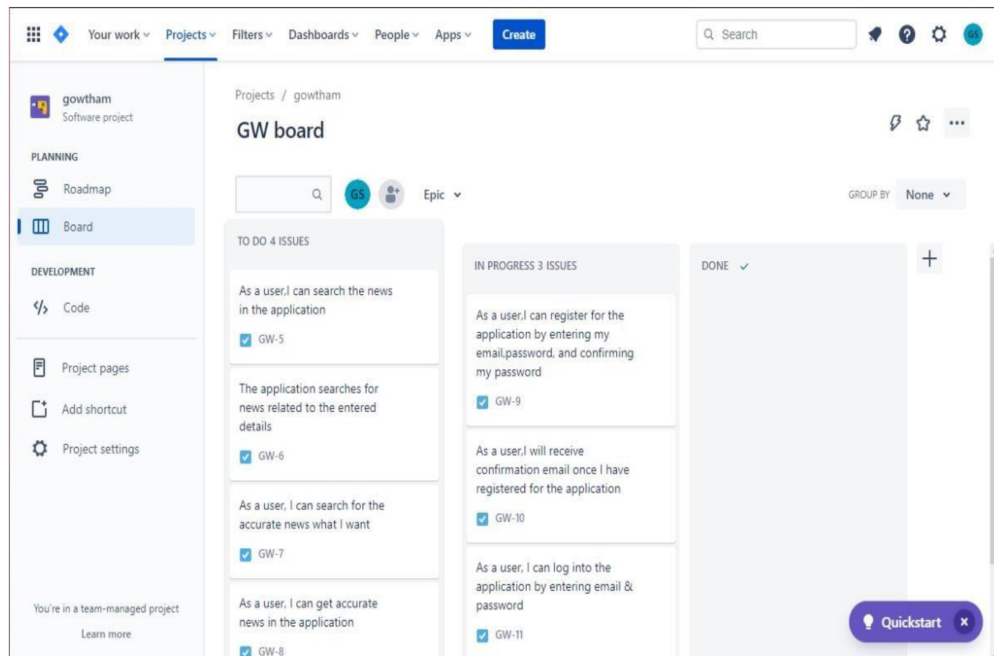 Your work Projects Filters Dashboards People Apps Create Search GS
gowtham
Software project
PLANNING
Roadmap
Board
DEVELOPMENT
Code
Project pages
Add shortcut
Project settings
You're in a team-managed project
Learn more
Projects / gowtham
GW board
GS Epic GROUP BY None
TO DO 4 ISSUES
As a user,I can search the news
in the application
GW-5
The application searches for
news related to the entered
details
GW-6
As a user, I can search for the
accurate news what I want
GW-7
As a user, I can get accurate
news in the application
GW-8
IN PROGRESS 3 ISSUES
As a user,I can register for the
application by entering my
email,password, and confirming
my password
GW-9
As a user,I will receive
confirmation email once I have
registered for the application
GW-10
As a user, I can log into the
application by entering email &
password
GW-11
DONE
Quickstart